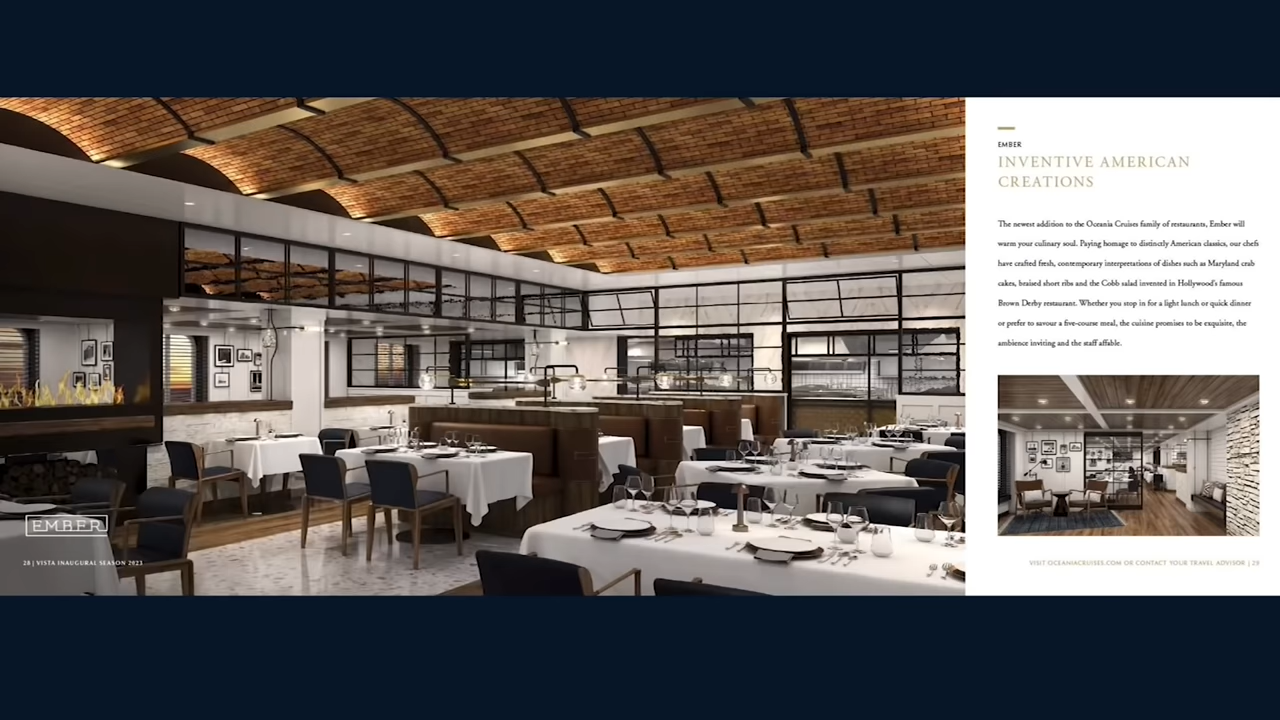 EMBER
28 | VISTA INAUGURAL SEASON 2023
EMBER
INVENTIVE AMERICAN
CREATIONS
The newest addition to the Oceania Cruises family of restaurants, Ember will
warm your culinary soul. Paying homage to distinctly American classics, our chefs
have crafted fresh, contemporary interpretations of dishes such as Maryland crab
cakes, braised short ribs and the Cobb salad invented in Hollywood's famous
Brown Derby restaurant. Whether you stop in for a light lunch or quick dinner
or prefer to savour a five-course meal, the cuisine promises to be exquisite, the
ambience inviting and the staff affable.
VISIT OCEANIACRUISES.COM OR CONTACT YOUR TRAVEL ADVISOR | 29